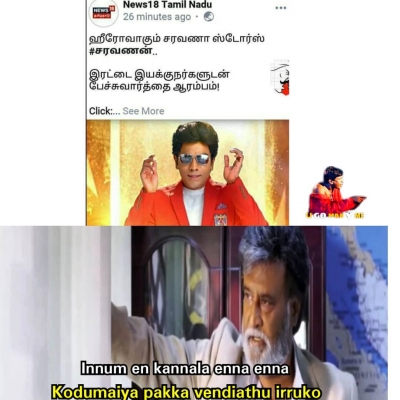 News18 Tamil Nadu
26 minutes ago
ஹீரோவாகும் சரவணா ஸ்டோர்ஸ்
#சரவணன்..
இரட்டை இயக்குநர்களுடன்
பேச்சுவார்த்தை ஆரம்பம்!
Click:... See More
Innum en kannala enna enna
Kodumaiya pakka vendiathu irruko